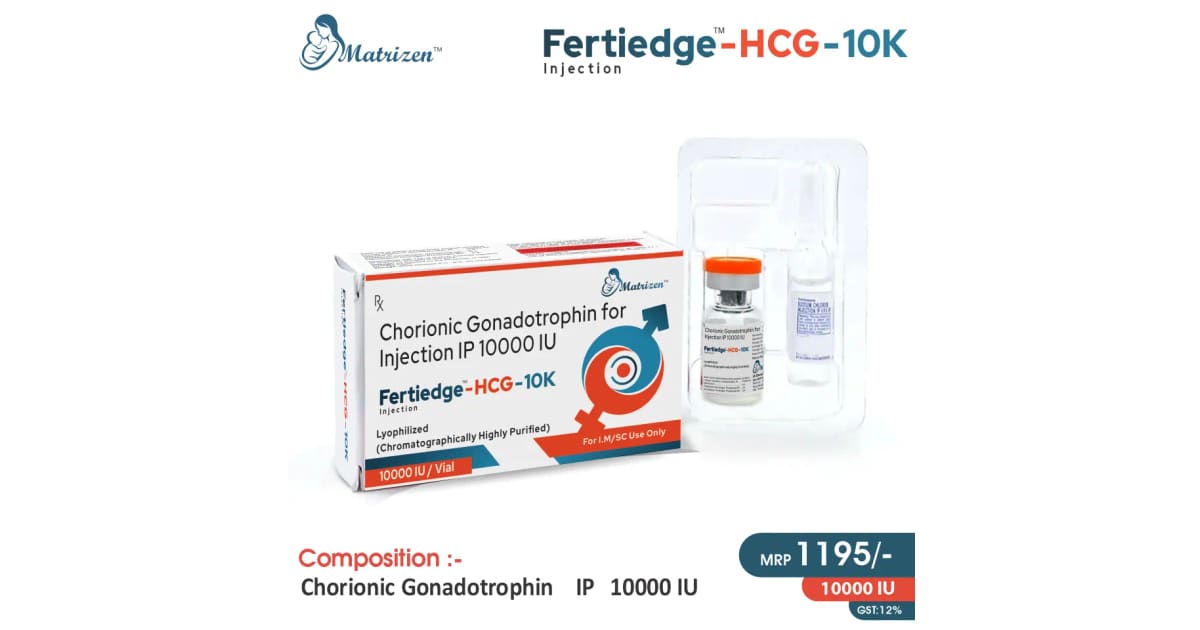 Matrizen™
Fertiedge™-HCG-10K
Injection
Fertiedge-HCG-10K
Rx
Matrizen™
Chorionic Gonadotrophin for
Injection IP 10000 IU
Fertiedge™-HCG-10K
Injection
Lyophilized
(Chromatographically Highly Purified)
10000 IU / Vial
For I.M/SC Use Only
Chorionic Gonadotrophin For
Injection IP 10000 IU
Fertiedge-HCG-10K
SODIUM CHLORIDE
Composition :-
Chorionic Gonadotrophin IP 10000 IU
MRP 1195/-
10000 IU
GST:12%